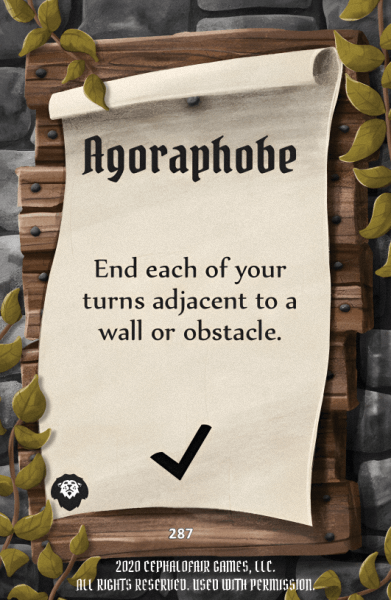 Agoraphobe
End each of your
turns adjacent to a
wall or obstacle.
287
2020 CEPHALOFAIR GAMES, LLC.
ALL RIGHTS RESERVED. USED WITH PERMISSION.